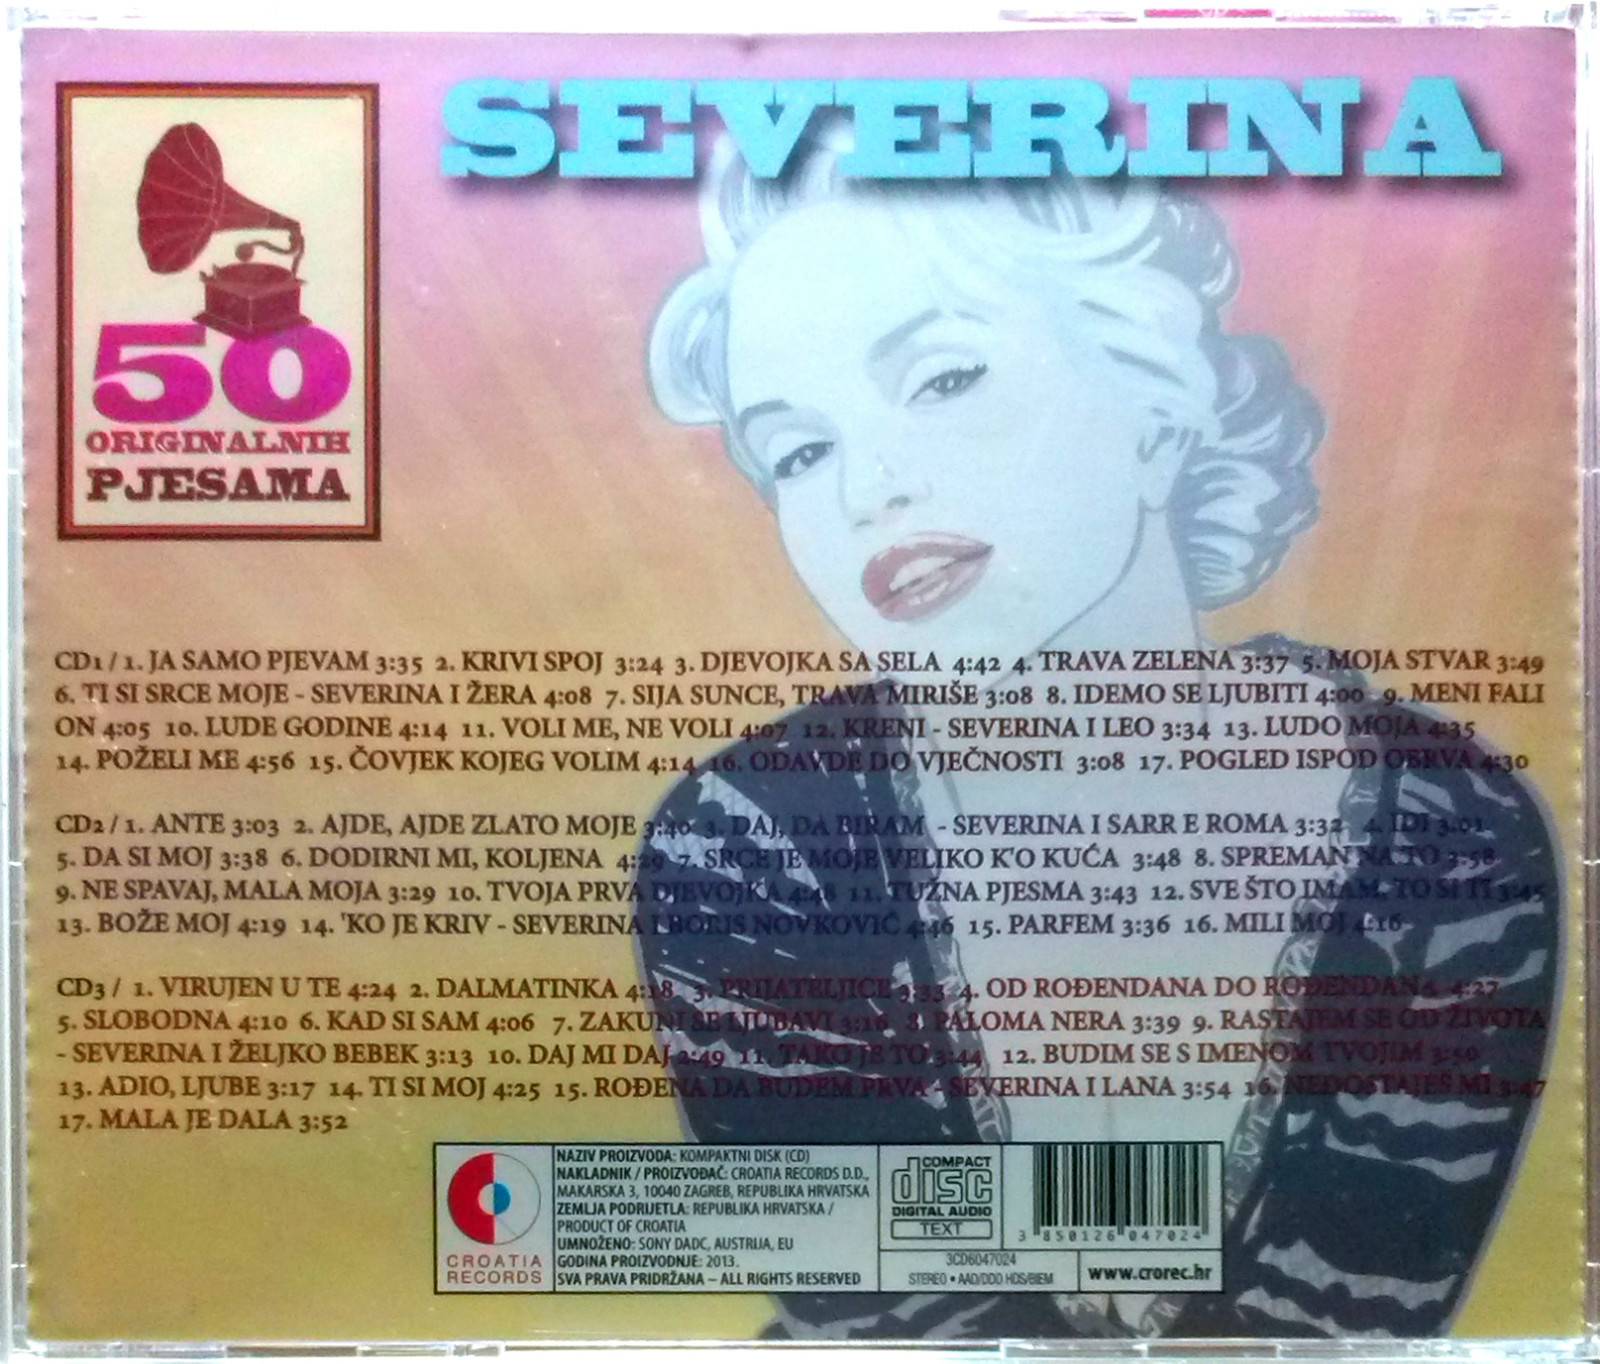 SEVERINA
50
ORIGINALNIH
PJESAMA
CD1 / 1. JA SAMO PJEVAM 3:35 2. KRIVI SPOJ 3:24 3. DJEVOJKA SA SELA 4:42 4. TRAVA ZELENA 3:37 5. MOJA STVAR 3:49
6. TI SI SRCE MOJE - SEVERINA I ŽERA 4:08 7. SIJA SUNCE, TRAVA MIRIŠE 3:08 8. IDEMO SE LJUBITI 4:00 9. MENI FALI
ON 4:05 10. LUDE GODINE 4:14 11. VOLI ME, NE VOLI 4:07 12. KRENI - SEVERINA I LEO 3:34 13. LUDO MOJA 4:35
14. POŽELI ME 4:56 15. ČOVJEK KOJEG VOLIM 4:14 16. ODAVDE DO VJEČNOSTI 3:08 17. POGLED ISPOD OBRVA 4:30
CD2 / 1. ANTE 3:03 2. AJDE, AJDE ZLATO MOJE 3:40 3. DAJ, DA BIRAM - SEVERINA I SARR E ROMA 3:32 4. IDI 3:01
5. DA SI MOJ 3:38 6. DODIRNI MI, KOLJENA 4:29 7. SRCE JE MOJE VELIKO K'O KUĆA 3:48 8. SPREMAN NA TO 3:58
9. NE SPAVAJ, MALA MOJA 3:29 10. TVOJA PRVA DJEVOJKA 4:48 11. TUŽNA PJESMA 3:43 12. SVE ŠTO IMAM, TO SI TI 3:45
13. BOŽE MOJ 4:19 14. 'KO JE KRIV - SEVERINA I BORIS NOVKOVIĆ 4:46 15. PARFEM 3:36 16. MILI MOJ 4:16
CD3 / 1. VIRUJEN U TE 4:24 2. DALMATINKA 4:18 3. PRIJATELJICE 3:33 4. OD ROĐENDANA DO ROĐENDANA 4:27
5. SLOBODNA 4:10 6. KAD SI SAM 4:06 7. ZAKUNI SE LJUBAVI 3:16 8. PALOMA NERA 3:39 9. RASTAJEM SE OD ŽIVOTA
- SEVERINA I ŽELJKO BEBEK 3:13 10. DAJ MI DAJ 2:49 11. TAKO JE TO 3:44 12. BUDIM SE S IMENOM TVOJIM 3:50
13. ADIO, LJUBE 3:17 14. TI SI MOJ 4:25 15. ROĐENA DA BUDEM PRVA - SEVERINA I LANA 3:54 16. NEDOSTAJEŠ MI 3:47
17. MALA JE DALA 3:52
CROATIA
RECORDS
NAZIV PROIZVODA: KOMPAKTNI DISK (CD)
NAKLADNIK / PROIZVOĐAČ: CROATIA RECORDS D.D.,
MAKARSKA 3, 10040 ZAGREB, REPUBLIKA HRVATSKA
ZEMLJA PODRIJETLA: REPUBLIKA HRVATSKA /
PRODUCT OF CROATIA
UMNOŽENO: SONY DADC, AUSTRIJA, EU
GODINA PROIZVODNJE: 2013.
SVA PRAVA PRIDRŽANA – ALL RIGHTS RESERVED
COMPACT
disc
DIGITAL AUDIO
TEXT
3 850126 047024
3CD6047024
STEREO • AAD/DDD HDS/BIEM
www.crorec.hr